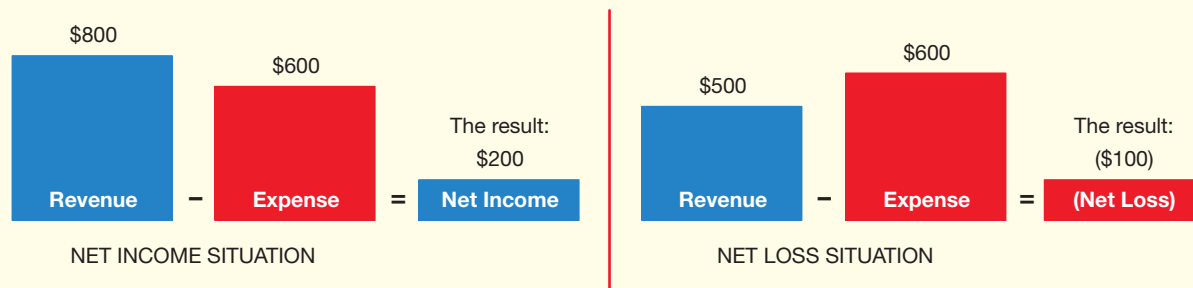 $800
$600
The result:
$200
Revenue – Expense = Net Income
NET INCOME SITUATION
$600
$500
The result:
($100)
Revenue – Expense = (Net Loss)
NET LOSS SITUATION